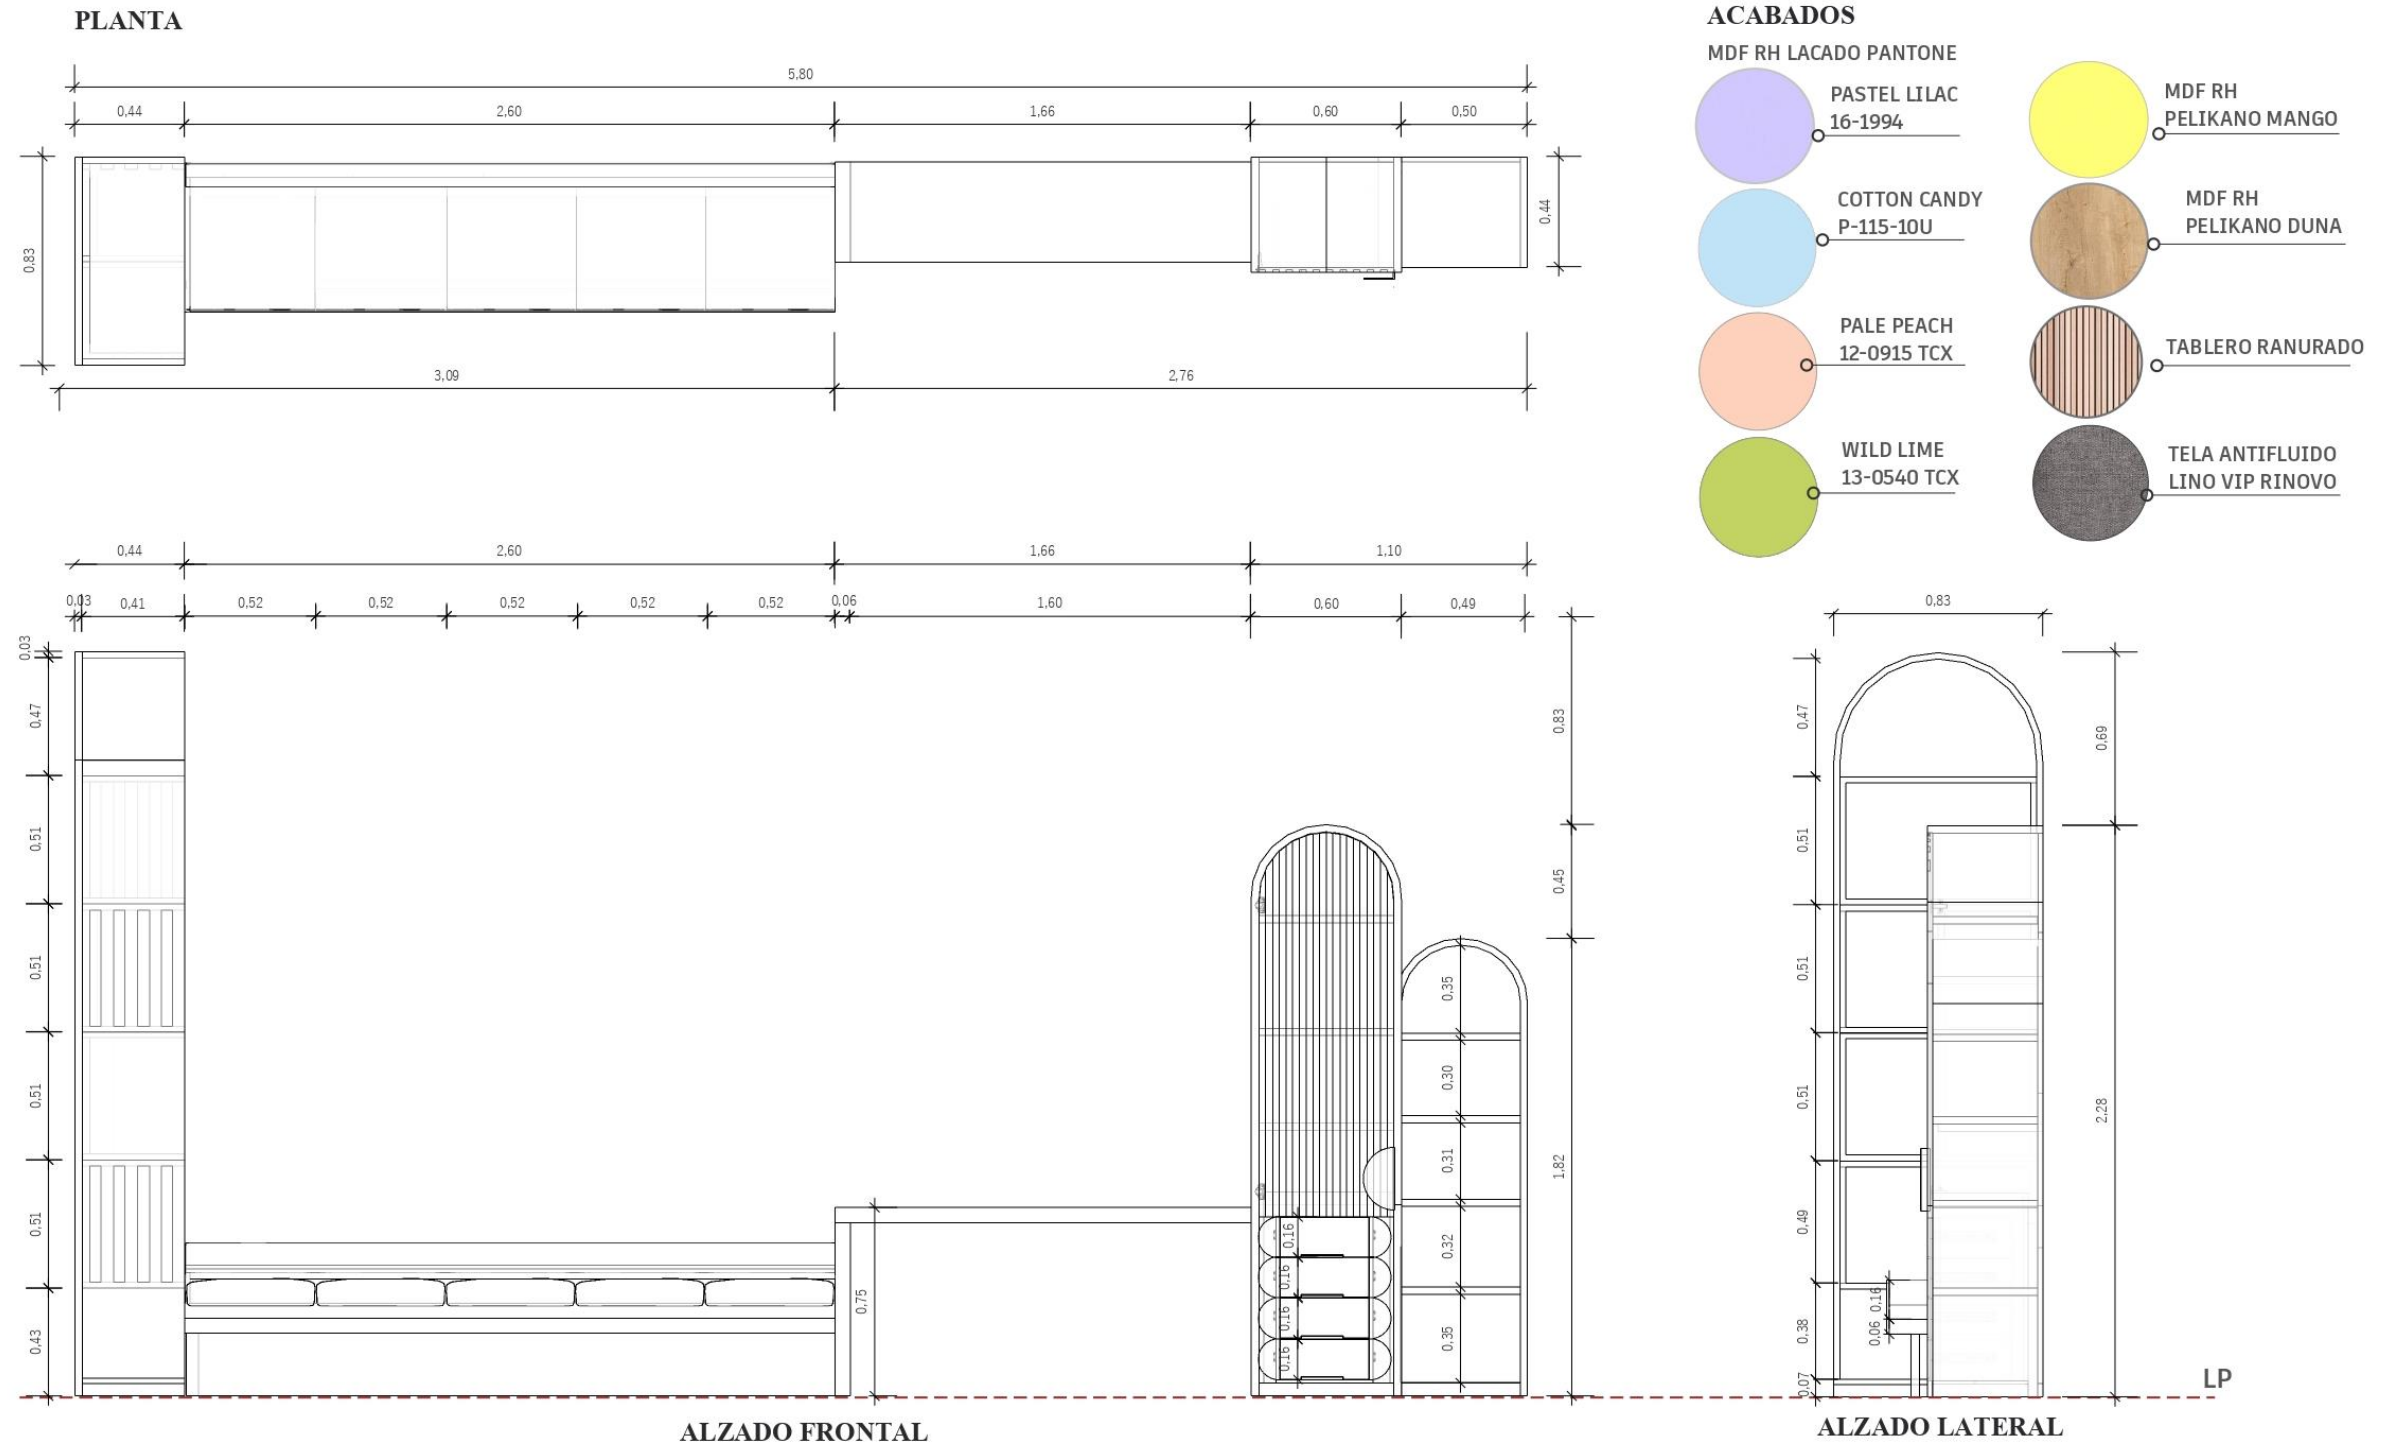 PLANTA
5,80
0,44
2,60
1,66
0,60
0,50
0,83
0,44
3,09
2,76
ACABADOS
MDF RH LACADO PANTONE
PASTEL LILAC
16-1994
COTTON CANDY
P-115-10U
PALE PEACH
12-0915 TCX
WILD LIME
13-0540 TCX
MDF RH
PELIKANO MANGO
MDF RH
PELIKANO DUNA
TABLERO RANURADO
TELA ANTIFLUIDO
LINO VIP RINOVO
0,44
2,60
1,66
1,10
0,03
0,41
0,52
0,52
0,52
0,52
0,52
0,06
1,60
0,60
0,49
0,03
0,47
0,51
0,51
0,51
0,51
0,43
0,75
0,16
0,16
0,16
0,16
0,35
0,30
0,31
0,32
0,35
0,83
0,45
1,82
ALZADO FRONTAL
0,83
0,47
0,51
0,51
0,51
0,49
0,38
0,07
0,16
0,06
0,69
2,28
LP
ALZADO LATERAL